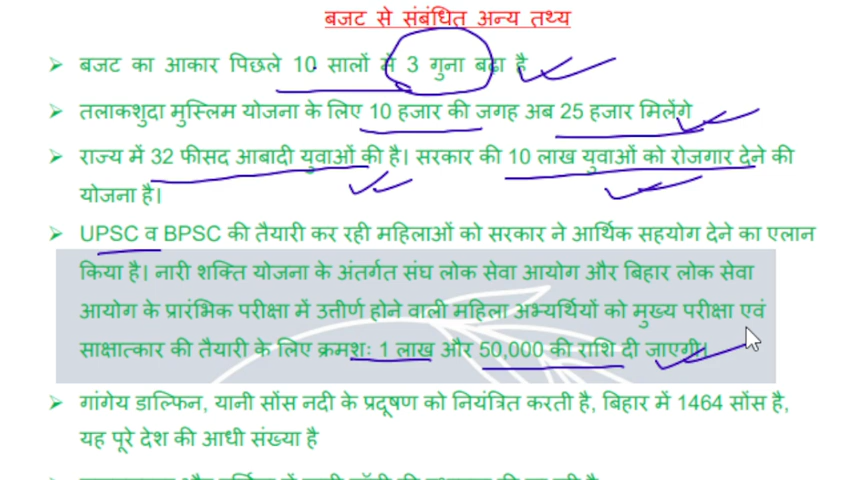 बजट से संबंधित अन्य तथ्य
➢ बजट का आकार पिछले 10 सालों में 3 गुना बढ़ा है
➢ तलाकशुदा मुस्लिम योजना के लिए 10 हजार की जगह अब 25 हजार मिलेंगे
➢ राज्य में 32 फीसद आबादी युवाओं की है। सरकार की 10 लाख युवाओं को रोजगार देने की
योजना है।
➢ UPSC व BPSC की तैयारी कर रही महिलाओं को सरकार ने आर्थिक सहयोग देने का एलान
किया है। नारी शक्ति योजना के अंतर्गत संघ लोक सेवा आयोग और बिहार लोक सेवा
आयोग के प्रारंभिक परीक्षा में उत्तीर्ण होने वाली महिला अभ्यर्थियों को मुख्य परीक्षा एवं
साक्षात्कार की तैयारी के लिए क्रमशः 1 लाख और 50,000 की राशि दी जाएगी।
➢ गांगेय डाल्फिन, यानी सोंस नदी के प्रदूषण को नियंत्रित करती है, बिहार में 1464 सोंस है,
यह पूरे देश की आधी संख्या है